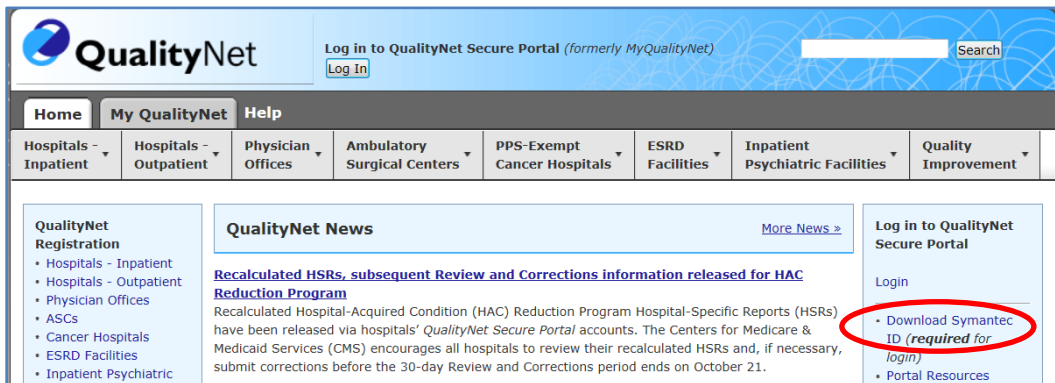 QualityNet
Log in to QualityNet Secure Portal (formerly MyQualityNet)
Log In
Search
Home
My QualityNet
Help
Hospitals -
Inpatient
Hospitals -
Outpatient
Physician
Offices
Ambulatory
Surgical Centers
PPS-Exempt
Cancer Hospitals
ESRD
Facilities
Inpatient
Psychiatric Facilities
Quality
Improvement
QualityNet
Registration
• Hospitals - Inpatient
• Hospitals - Outpatient
• Physician Offices
• ASCs
• Cancer Hospitals
• ESRD Facilities
• Inpatient Psychiatric
QualityNet News
More News »
Recalculated HSRs, subsequent Review and Corrections information released for HAC
Reduction Program
Recalculated Hospital-Acquired Condition (HAC) Reduction Program Hospital-Specific Reports (HSRs)
have been released via hospitals' QualityNet Secure Portal accounts. The Centers for Medicare &
Medicaid Services (CMS) encourages all hospitals to review their recalculated HSRs and, if necessary,
submit corrections before the 30-day Review and Corrections period ends on October 21.
Log in to QualityNet
Secure Portal
Login
• Download Symantec
ID (required for
login)
• Portal Resources